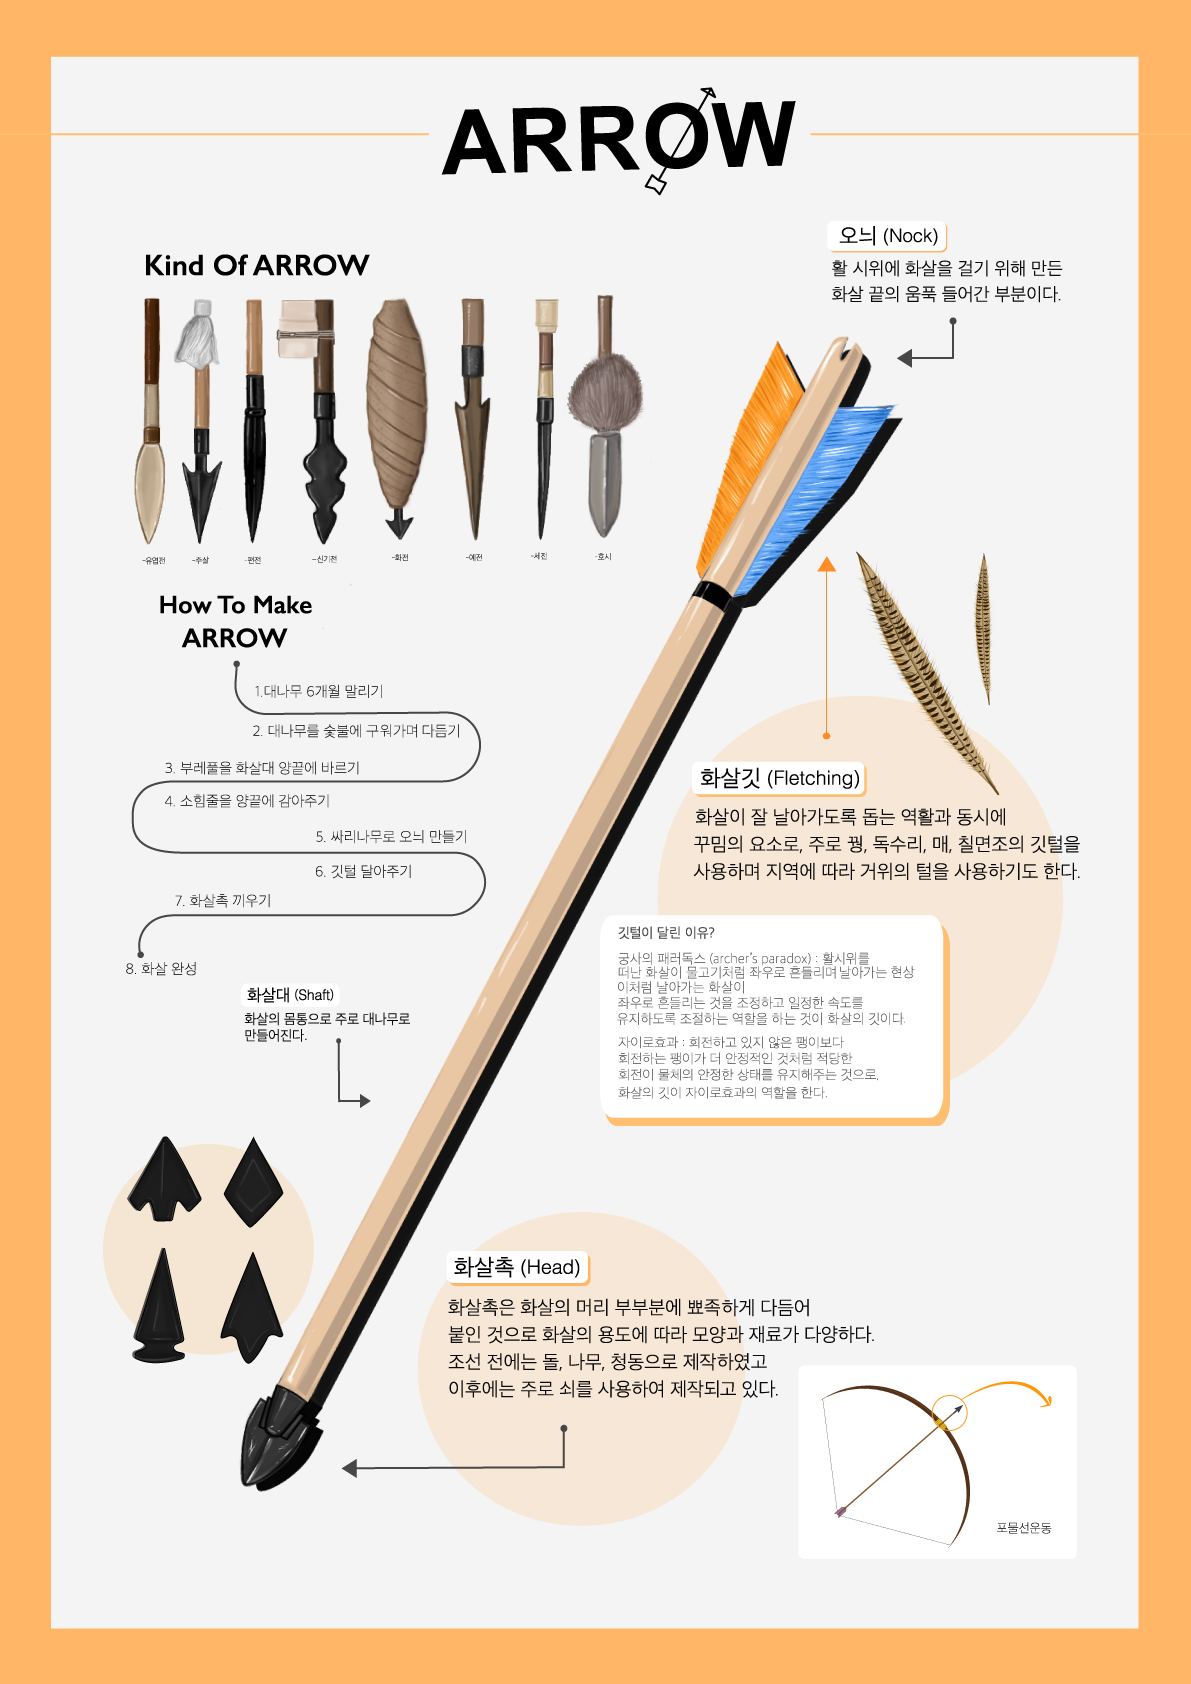 ARROW
Kind Of ARROW
-유엽전 -주살 -편전 -신기전 -화전 -예전 -세전 -호시
오늬 (Nock)
활 시위에 화살을 걸기 위해 만든
화살 끝의 움푹 들어간 부분이다.
How To Make
ARROW
1.대나무 6개월 말리기
2. 대나무를 숯불에 구워가며 다듬기
3. 부레풀을 화살대 양끝에 바르기
4. 소힘줄을 양끝에 감아주기
5. 싸리나무로 오늬 만들기
6. 깃털 달아주기
7. 화살촉 끼우기
8. 화살 완성
화살깃 (Fletching)
화살이 잘 날아가도록 돕는 역활과 동시에
꾸밈의 요소로, 주로 꿩, 독수리, 매, 칠면조의 깃털을
사용하며 지역에 따라 거위의 털을 사용하기도 한다.
깃털이 달린 이유?
궁사의 패러독스 (archer's paradox) : 활시위를
떠난 화살이 물고기처럼 좌우로 흔들리며 날아가는 현상
이처럼 날아가는 화살이
좌우로 흔들리는 것을 조정하고 일정한 속도를
유지하도록 조절하는 역할을 하는 것이 화살의 깃이다.
자이로효과 : 회전하고 있지 않은 팽이보다
회전하는 팽이가 더 안정적인 것처럼 적당한
회전이 물체의 안정한 상태를 유지해주는 것으로,
화살의 깃이 자이로효과의 역할을 한다.
화살대 (Shaft)
화살의 몸통으로 주로 대나무로
만들어진다.
화살촉 (Head)
화살촉은 화살의 머리 부부분에 뾰족하게 다듬어
붙인 것으로 화살의 용도에 따라 모양과 재료가 다양하다.
조선 전에는 돌, 나무, 청동으로 제작하였고
이후에는 주로 쇠를 사용하여 제작되고 있다.
포물선운동